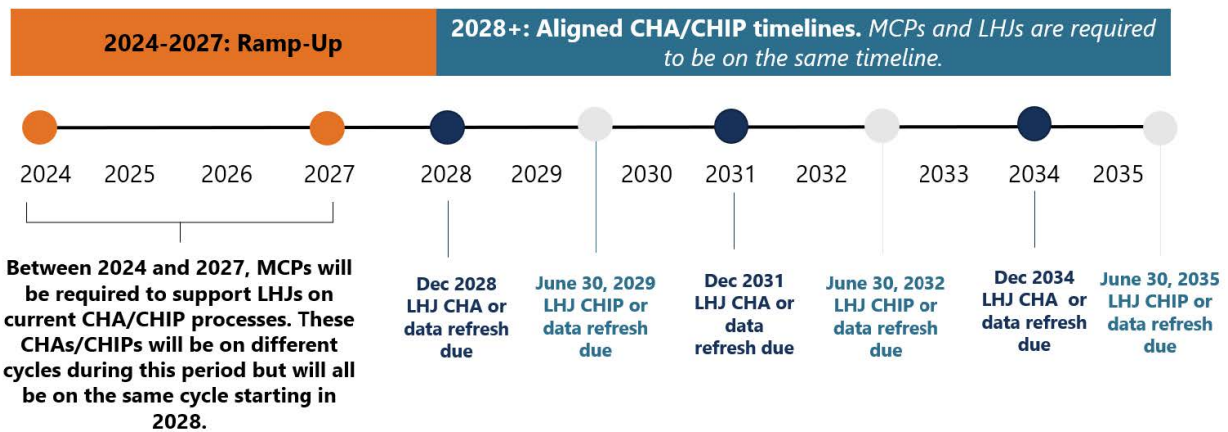 2024-2027: Ramp-Up
2028+: Aligned CHA/CHIP timelines. MCPs and LHJs are required
to be on the same timeline.
2024
2025
2026
2027
2028
2029
2030
2031
2032
2033
2034
2035
Between 2024 and 2027, MCPs will
be required to support LHJs on
current CHA/CHIP processes. These
CHAs/CHIPs will be on different
cycles during this period but will all
be on the same cycle starting in
2028.
Dec 2028
LHJ CHA or
data refresh
due
June 30, 2029
LHJ CHIP or
data refresh
due
Dec 2031
LHJ CHA or
data
refresh due
June 30, 2032
LHJ CHIP or
data refresh
due
Dec 2034
LHJ CHA or
data refresh
due
June 30, 2035
LHJ CHIP or
data refresh
due